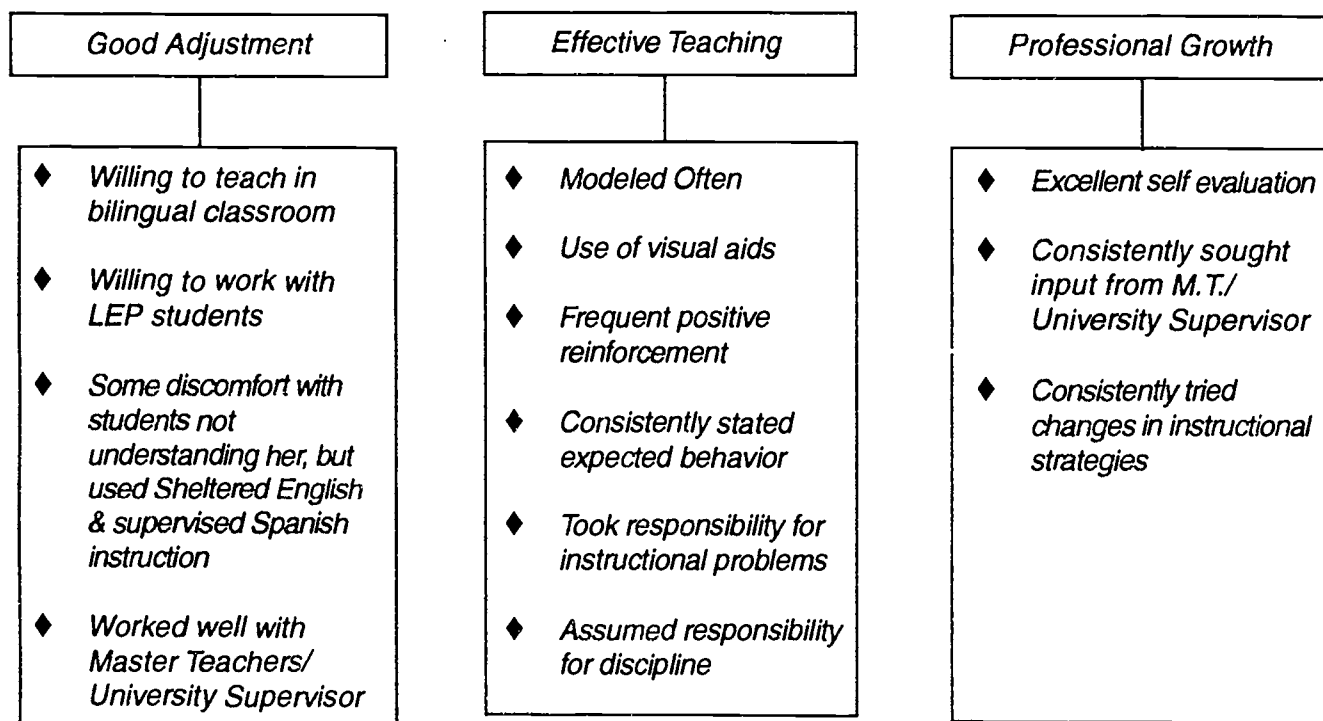 Good Adjustment
♦ Willing to teach in
bilingual classroom
♦ Willing to work with
LEP students
♦ Some discomfort with
students not
understanding her, but
used Sheltered English
& supervised Spanish
instruction
♦ Worked well with
Master Teachers/
University Supervisor
Effective Teaching
♦ Modeled Often
♦ Use of visual aids
♦ Frequent positive
reinforcement
♦ Consistently stated
expected behavior
♦ Took responsibility for
instructional problems
♦ Assumed responsibility
for discipline
Professional Growth
♦ Excellent self evaluation
♦ Consistently sought
input from M.T./
University Supervisor
♦ Consistently tried
changes in instructional
strategies